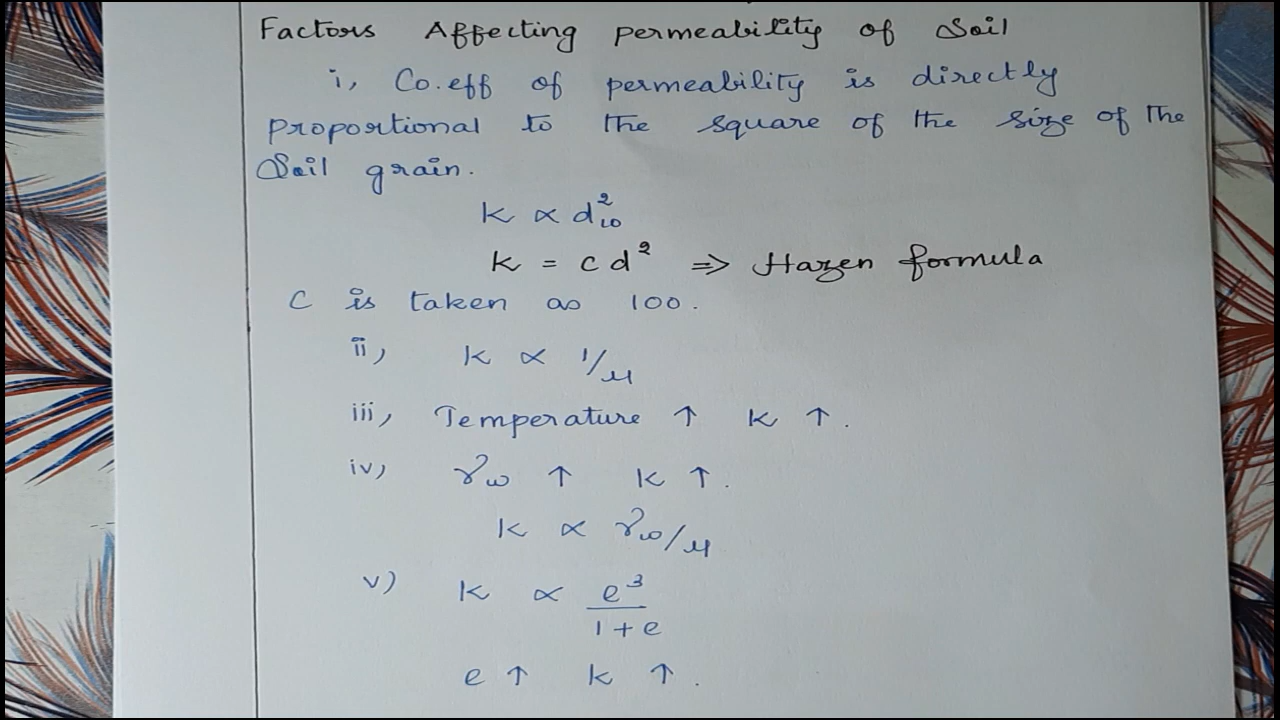 Factors Affecting permeability of Soil
i, Co.eff of permeability is directly
proportional to the square of the size of the
Soil grain.
k ∝ d₁₀²
k = cd² ⇒ Hazen formula
C is taken as 100.
ii, k ∝ 1/μ
iii, Temperature ↑ k ↑.
iv, γw ↑ k ↑.
k ∝ γw/μ
v) k ∝ e³
1+e
e ↑ k ↑.